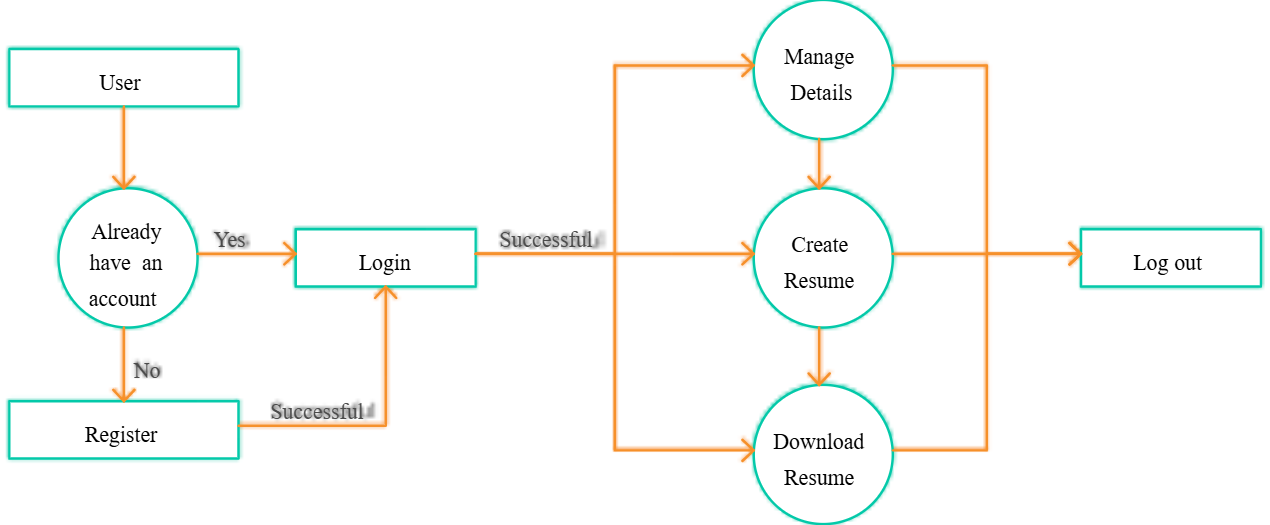 User
Already
have an
account
Yes
No
Register
Successful
Login
Successful
Manage
Details
Create
Resume
Download
Resume
Log out